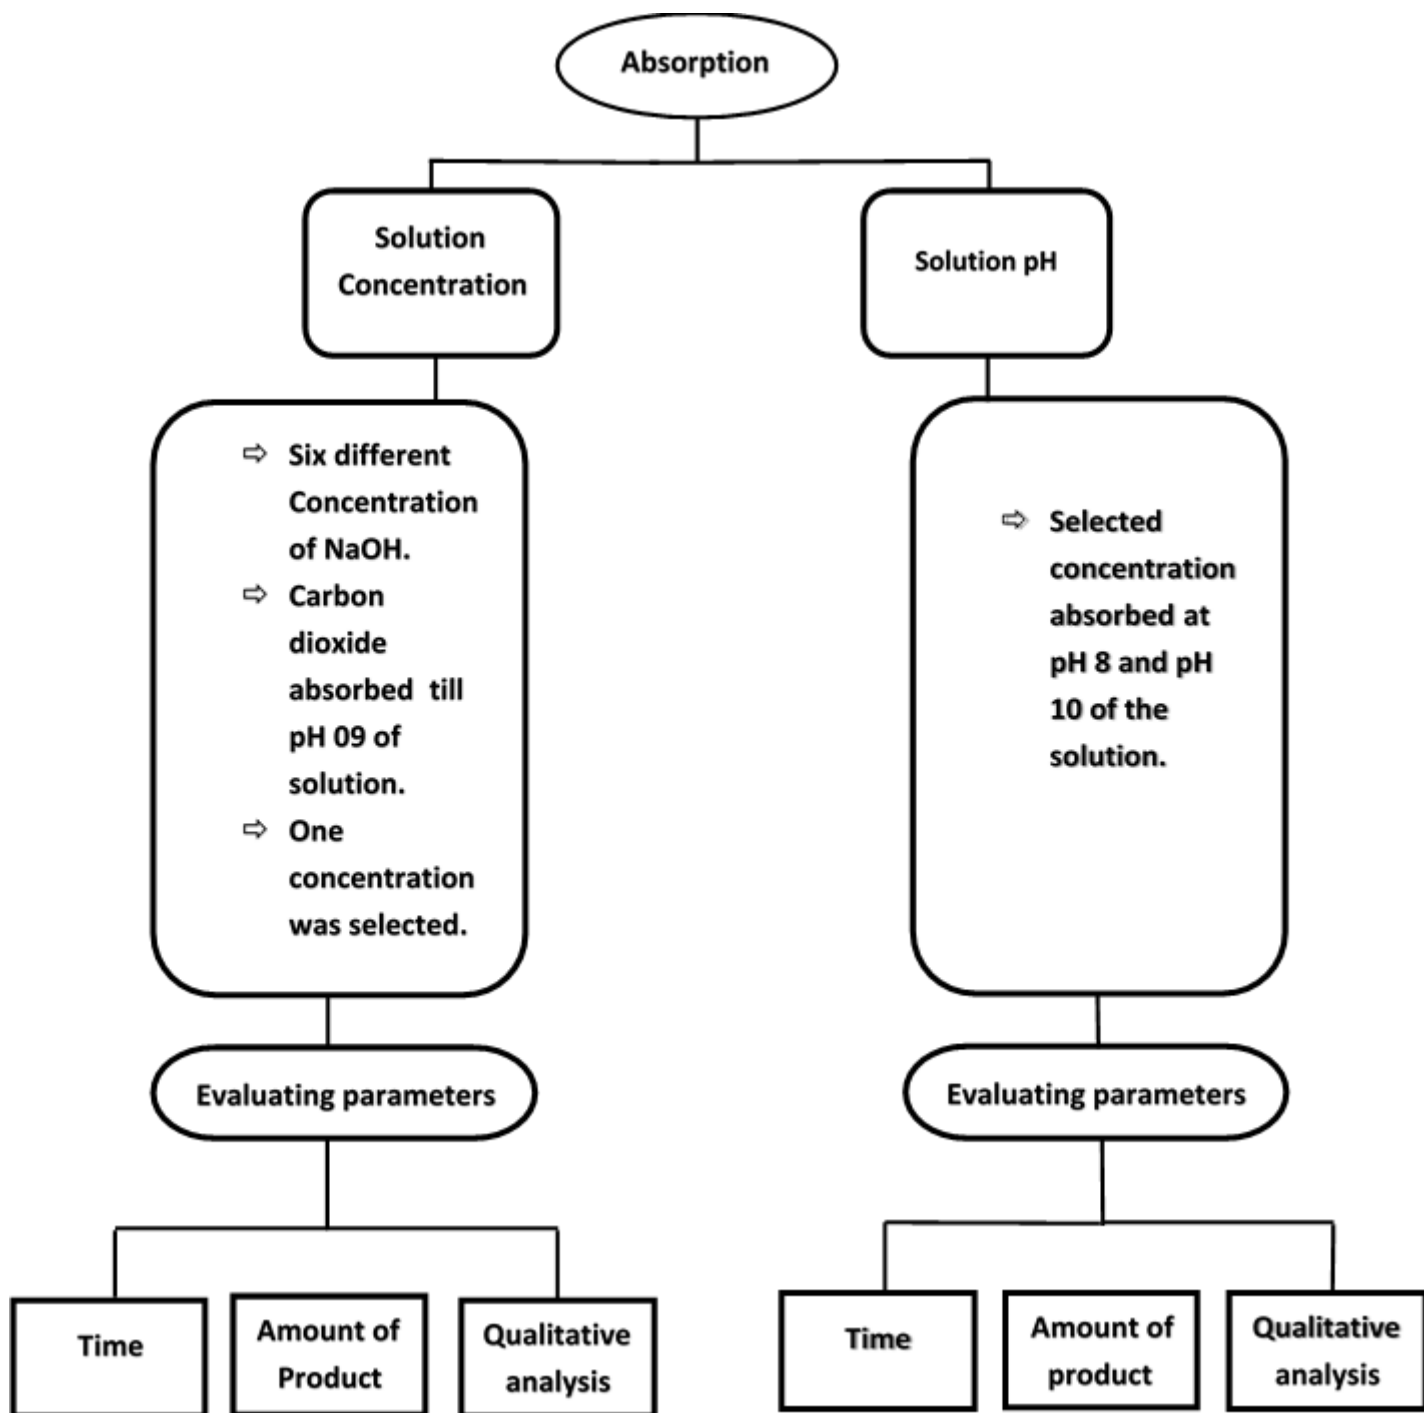 Absorption
Solution
Concentration
Solution pH
⇨ Six different
Concentration
of NaOH.
⇨ Carbon
dioxide
absorbed till
pH 09 of
solution.
⇨ One
concentration
was selected.
⇨ Selected
concentration
absorbed at
pH 8 and pH
10 of the
solution.
Evaluating parameters
Evaluating parameters
Time
Amount of
Product
Qualitative
analysis
Time
Amount of
product
Qualitative
analysis